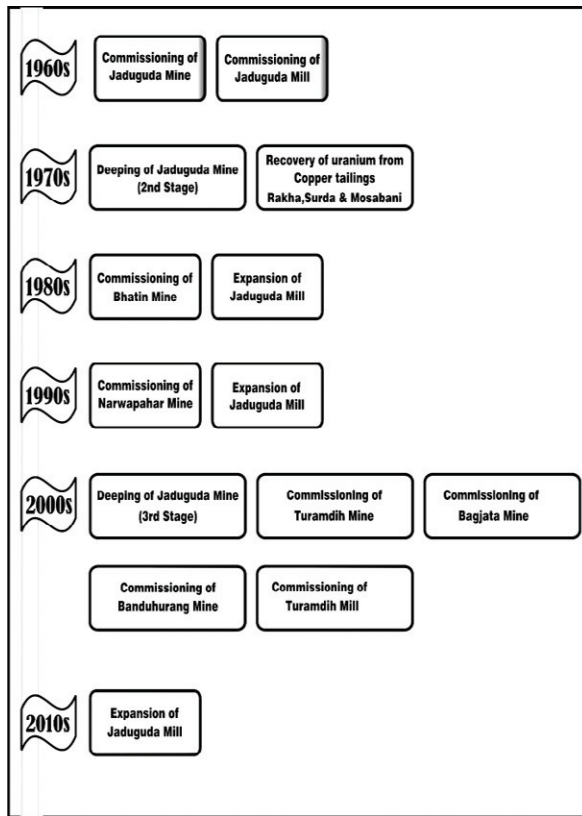 1960s
Commissioning of
Jaduguda Mine
Commissioning of
Jaduguda Mill
1970s
Deeping of Jaduguda Mine
(2nd Stage)
Recovery of uranium from
Copper tailings
Rakha,Surda & Mosabani
1980s
Commissioning of
Bhatin Mine
Expansion of
Jaduguda Mill
1990s
Commissioning of
Narwapahar Mine
Expansion of
Jaduguda Mill
2000s
Deeping of Jaduguda Mine
(3rd Stage)
Commissioning of
Turamdih Mine
Commissioning of
Bagjata Mine
Commissioning of
Banduhurang Mine
Commissioning of
Turamdih Mill
2010s
Expansion of
Jaduguda Mill